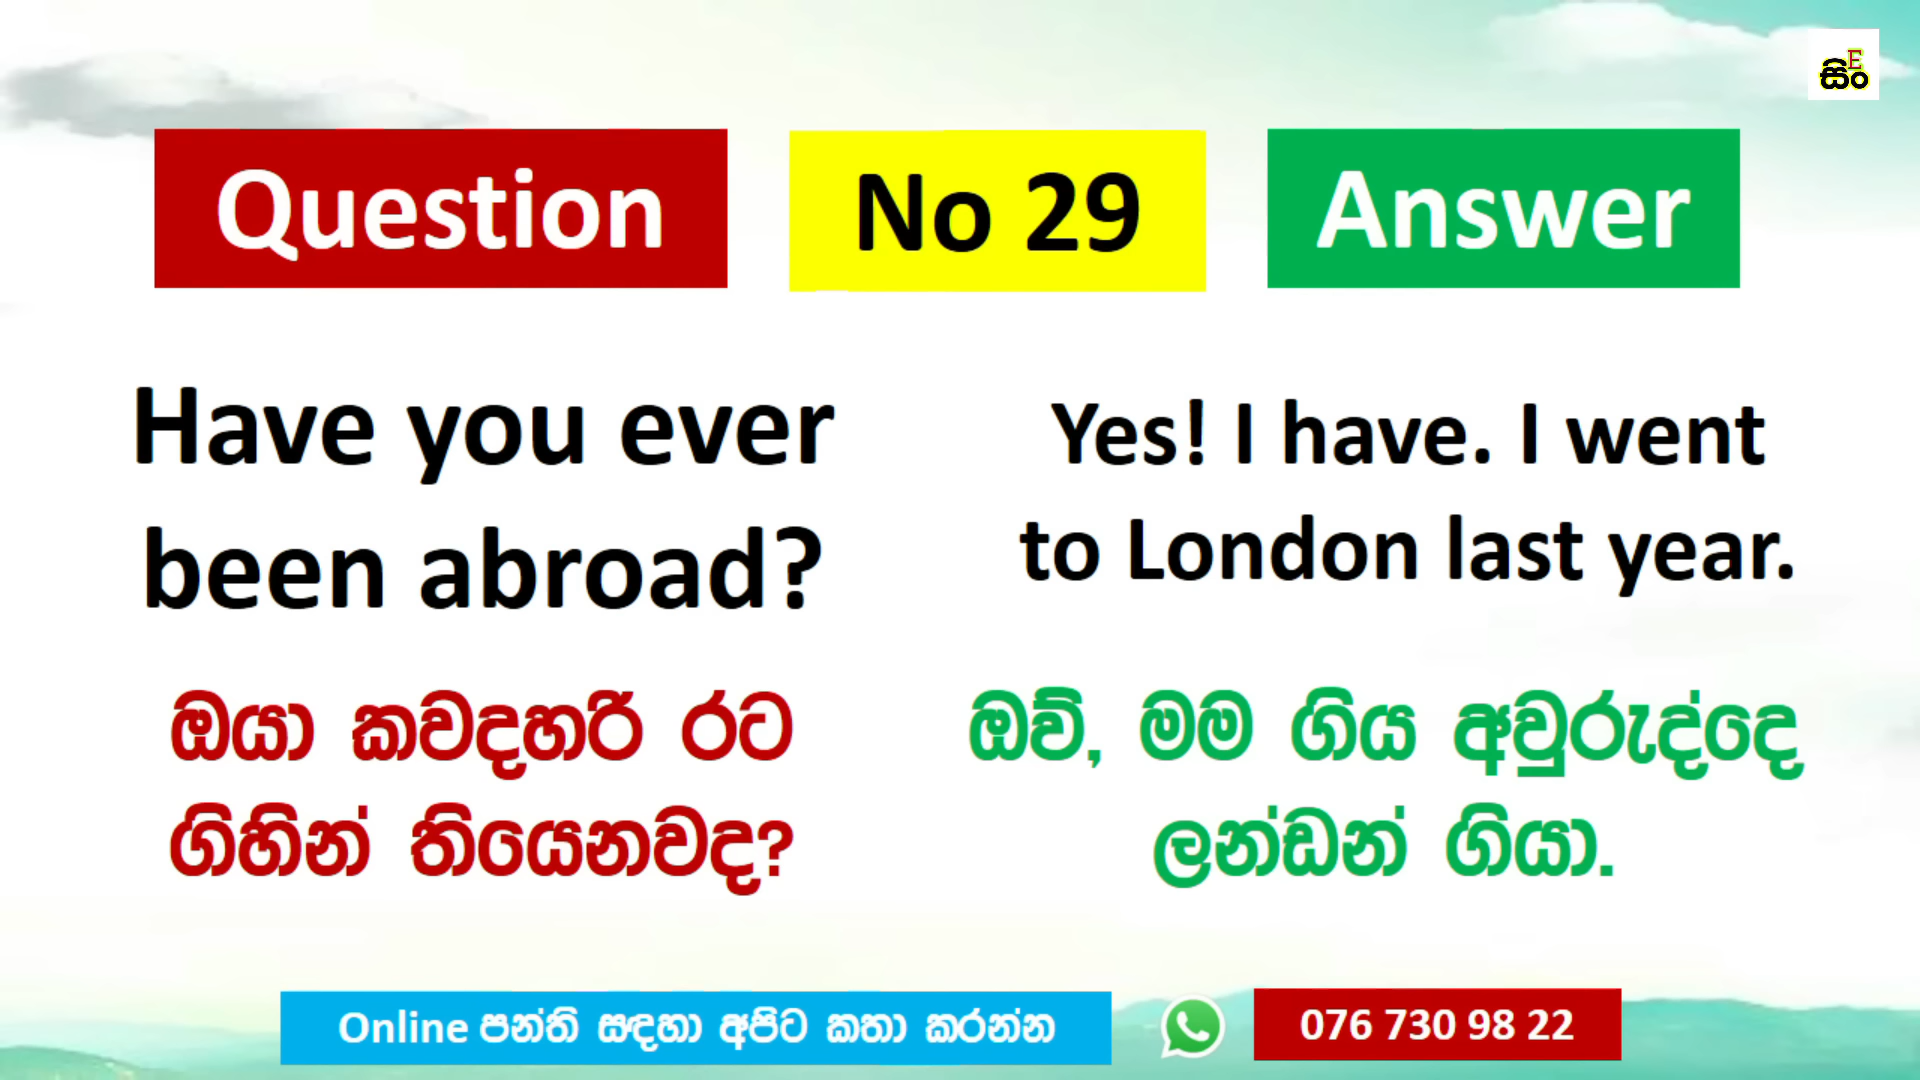 සිං
E
Question
No 29
Answer
Have you ever
been abroad?
Yes! I have. I went
to London last year.
ඔයා කවදහරි රට
ගිහින් තියෙනවද?
ඔව්, මම ගිය අවුරුද්දෙ
ලන්ඩන් ගියා.
Online පන්ති සඳහා අපිට කතා කරන්න
076 730 98 22